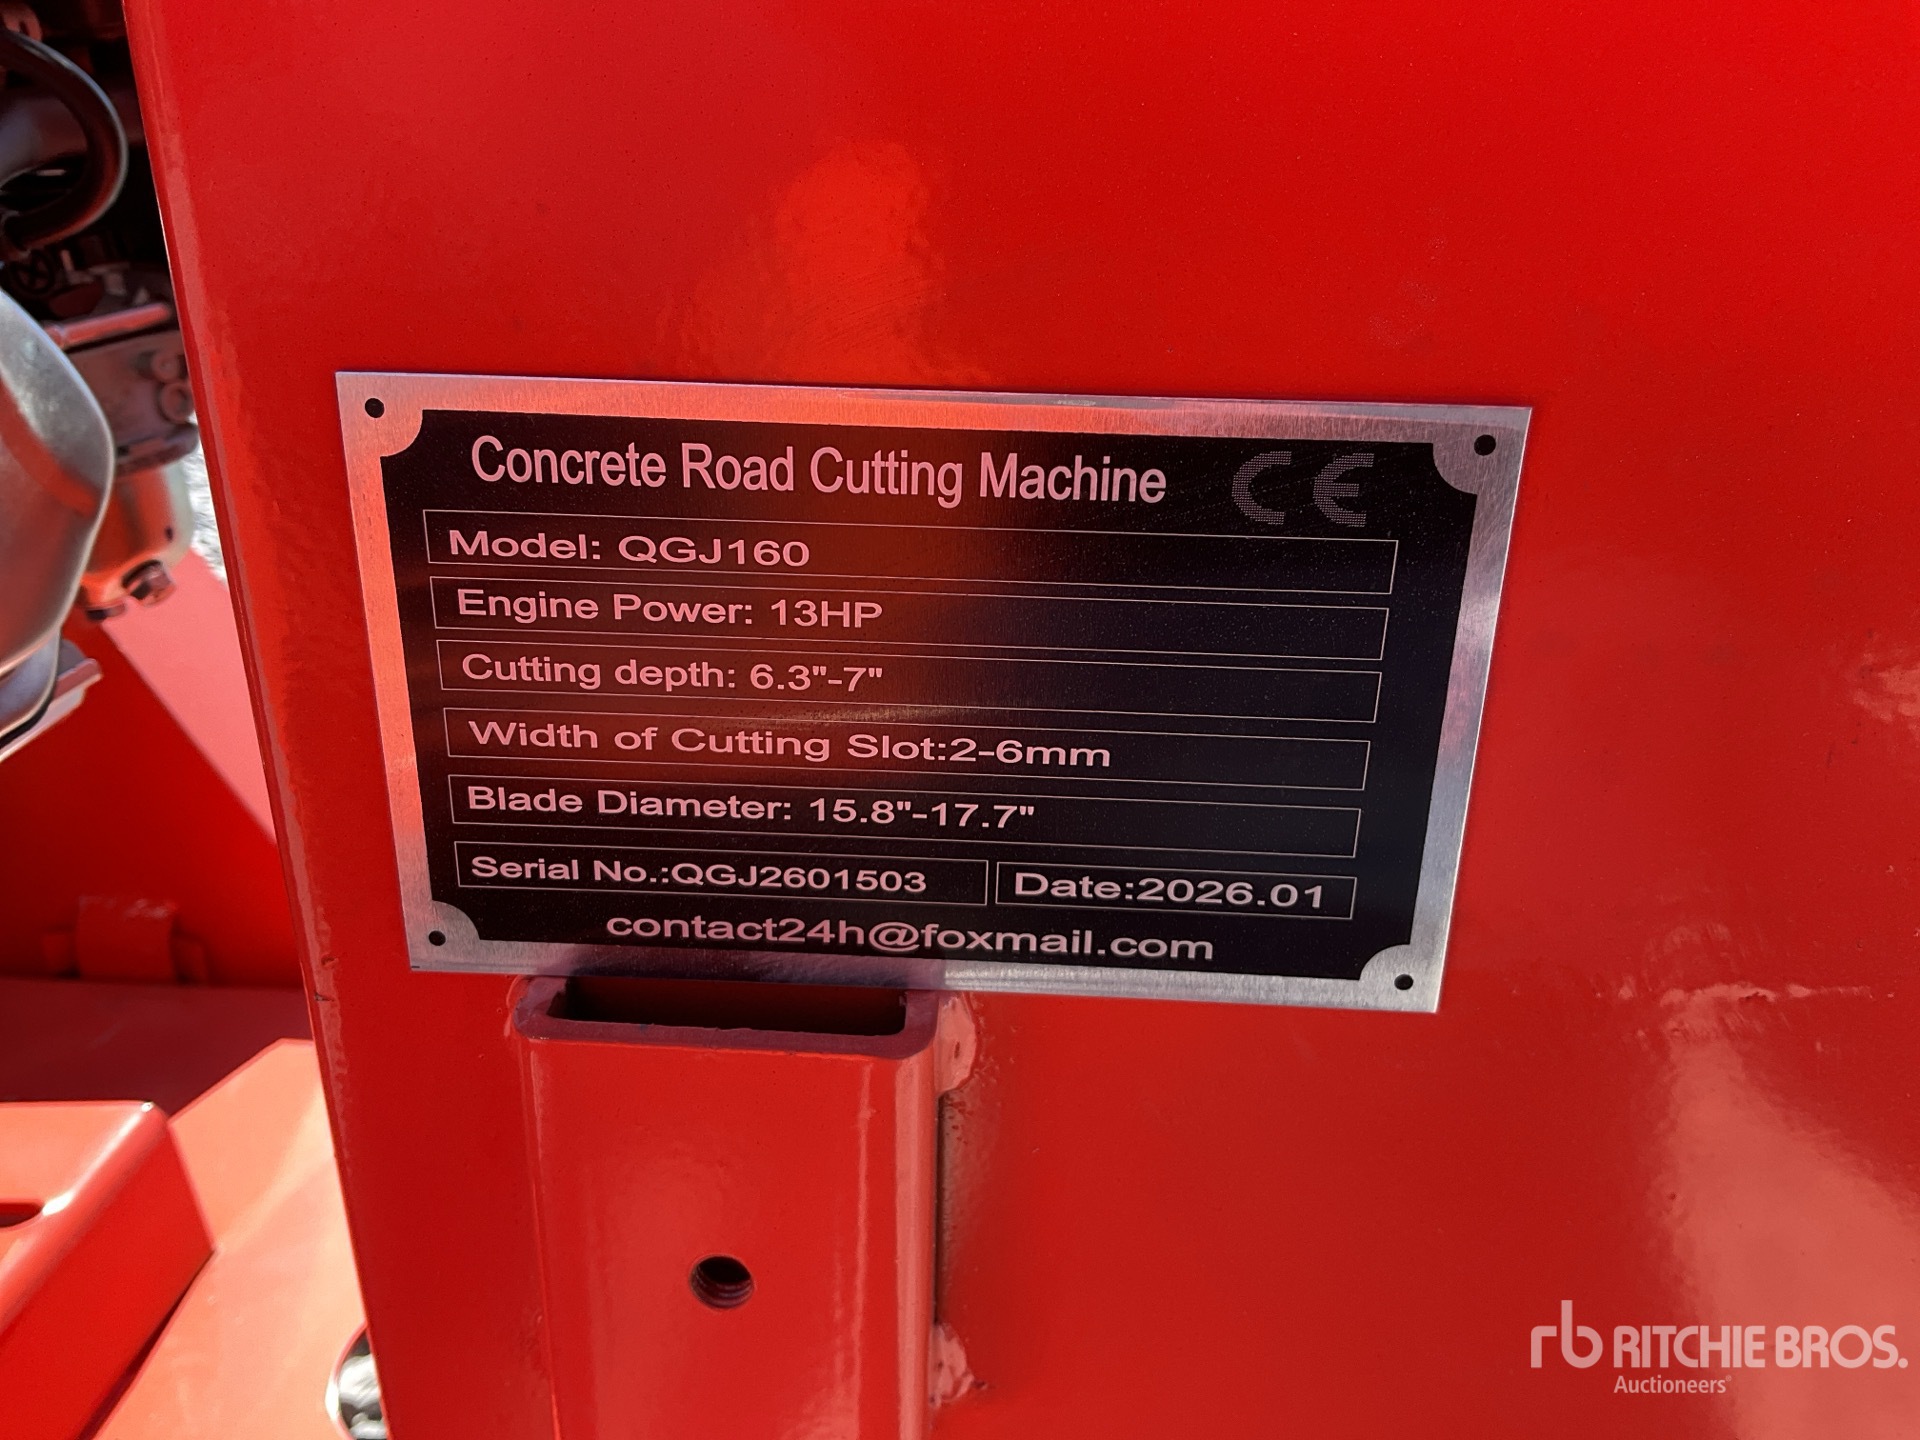 Concrete Road Cutting Machine CE
Model: QGJ160
Engine Power: 13HP
Cutting depth: 6.3"-7"
Width of Cutting Slot:2-6mm
Blade Diameter: 15.8"-17.7"
Serial No.:QGJ2601503 Date:2026.01
contact24h@foxmail.com
rb RITCHIE BROS.
Auctioneers